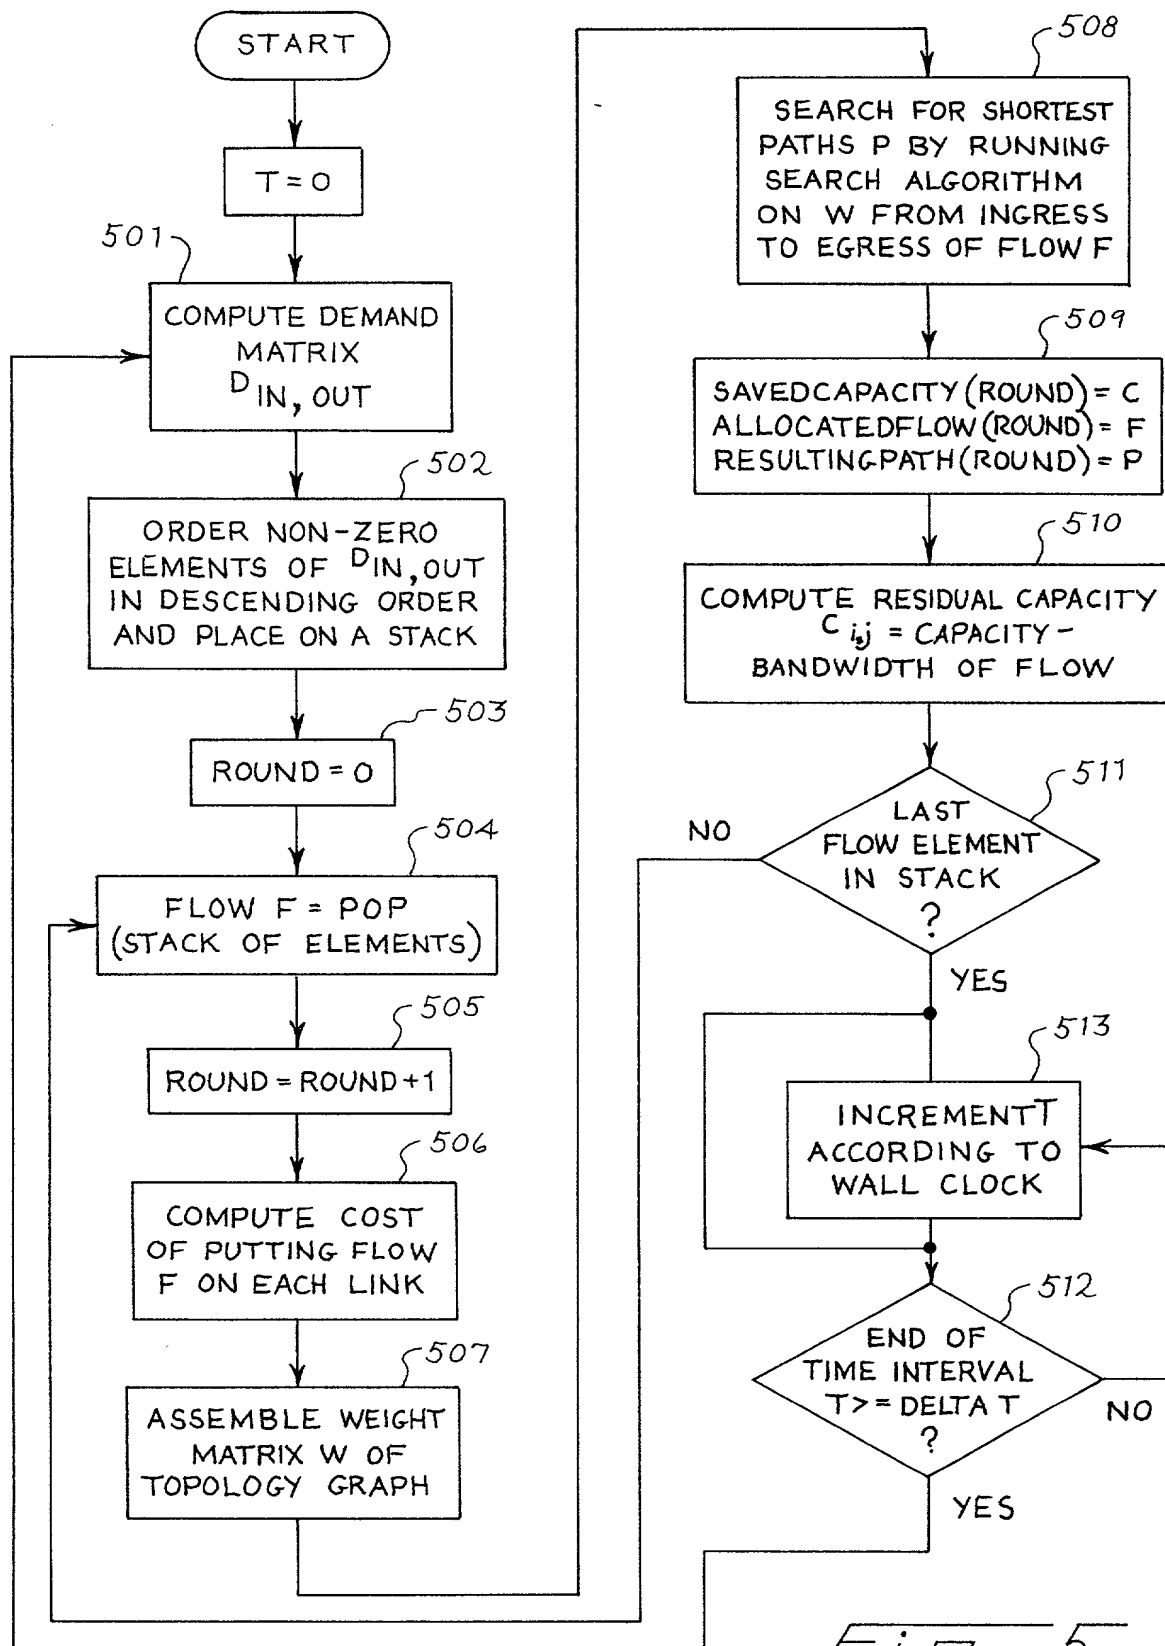 START
T = 0
501
COMPUTE DEMAND
MATRIX
D IN, OUT
502
ORDER NON-ZERO
ELEMENTS OF D IN, OUT
IN DESCENDING ORDER
AND PLACE ON A STACK
503
ROUND = 0
504
FLOW F = POP
(STACK OF ELEMENTS)
505
ROUND = ROUND + 1
506
COMPUTE COST
OF PUTTING FLOW
F ON EACH LINK
507
ASSEMBLE WEIGHT
MATRIX W OF
TOPOLOGY GRAPH
508
SEARCH FOR SHORTEST
PATHS P BY RUNNING
SEARCH ALGORITHM
ON W FROM INGRESS
TO EGRESS OF FLOW F
509
SAVEDCAPACITY (ROUND) = C
ALLOCATEDFLOW (ROUND) = F
RESULTINGPATH (ROUND) = P
510
COMPUTE RESIDUAL CAPACITY
C i,j = CAPACITY -
BANDWIDTH OF FLOW
511
LAST
FLOW ELEMENT
IN STACK
?
NO
YES
513
INCREMENT T
ACCORDING TO
WALL CLOCK
512
END OF
TIME INTERVAL
T >= DELTA T
?
NO
YES